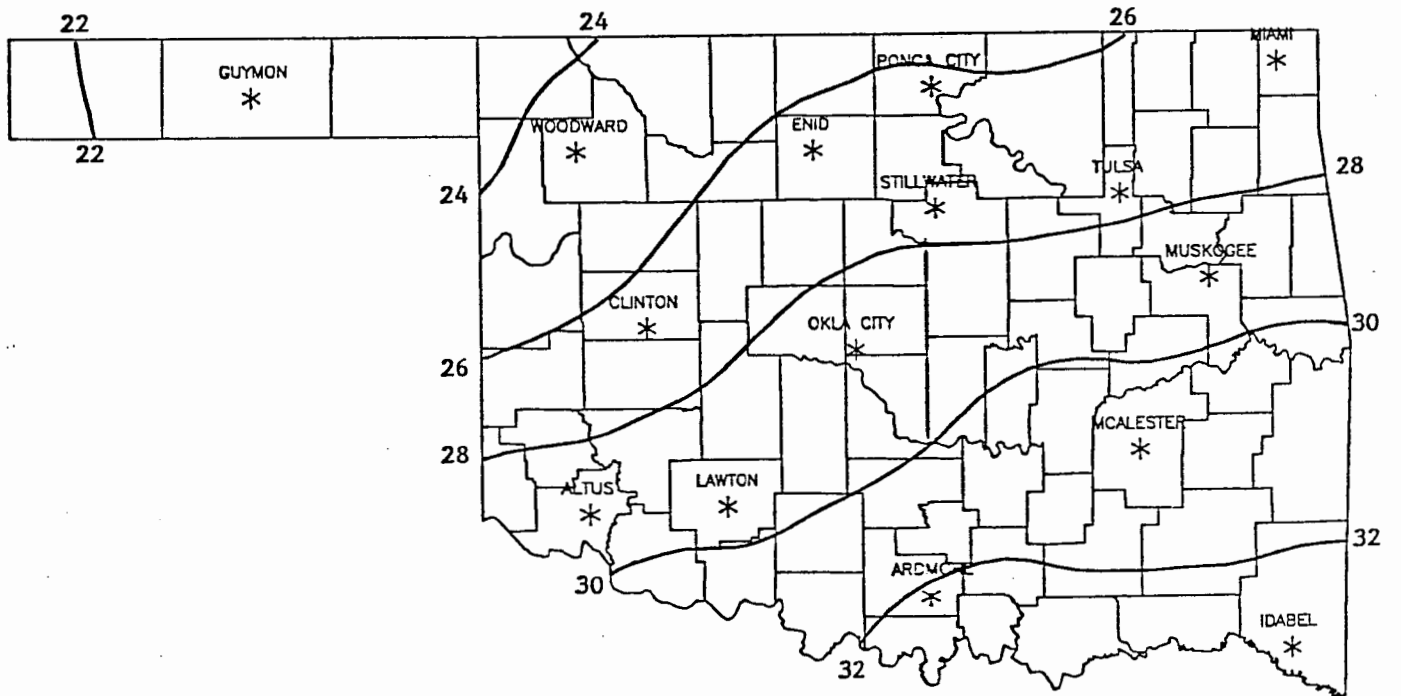 22
24
26
MIAMI
GUYMON
PONCA CITY
22
WOODWARD
ENID
TULSA
28
24
STILLWATER
MUSKOGEE
CLINTON
OKLA CITY
30
26
MCALESTER
28
ALTUS
LAWTON
32
30
ARDMORE
IDABEL
32